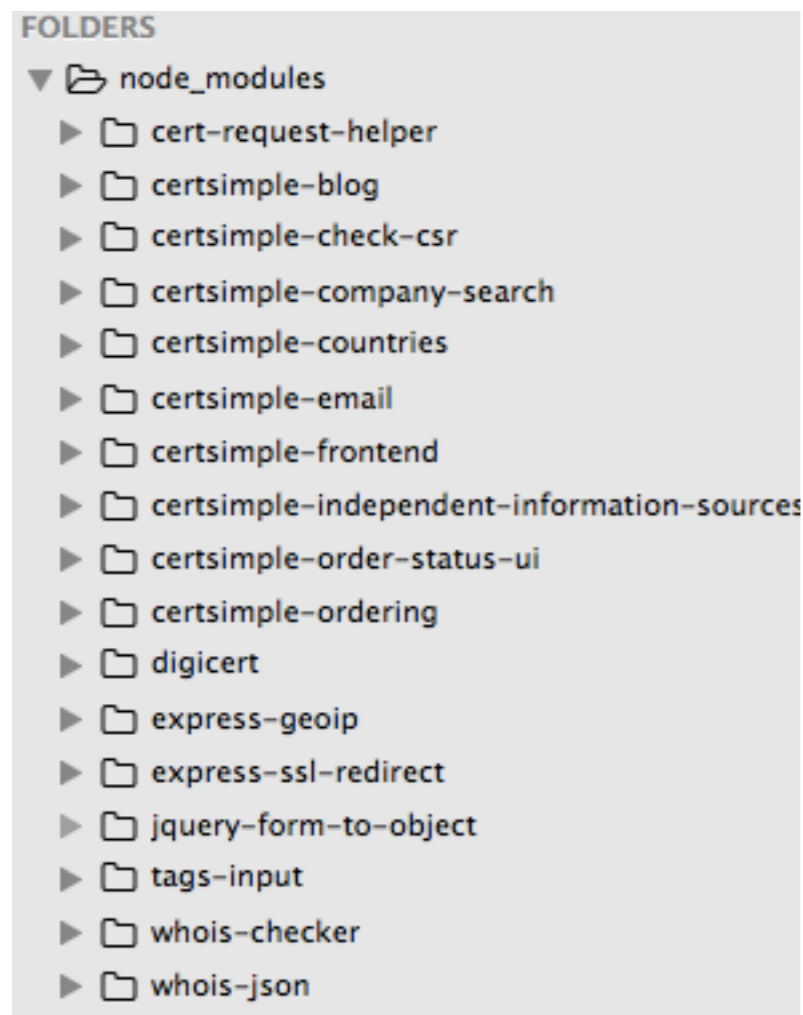 FOLDERS
node_modules
cert-request-helper
certsimple-blog
certsimple-check-csr
certsimple-company-search
certsimple-countries
certsimple-email
certsimple-frontend
certsimple-independent-information-sources
certsimple-order-status-ui
certsimple-ordering
digicert
express-geoip
express-ssl-redirect
jquery-form-to-object
tags-input
whois-checker
whois-json